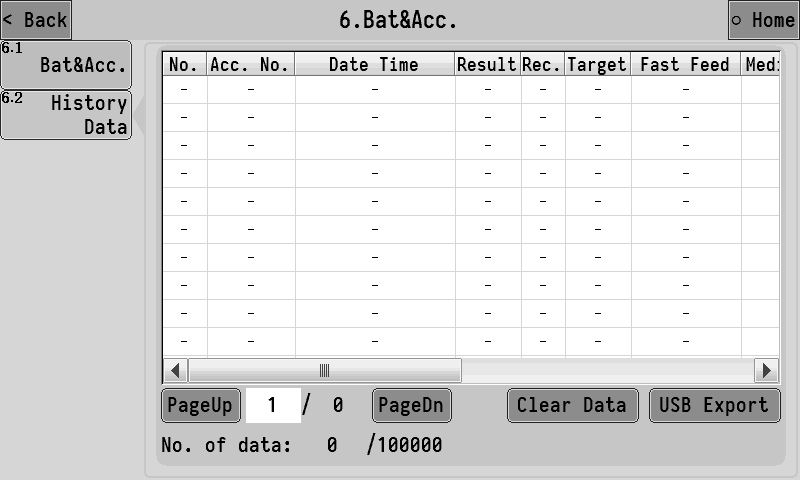 < Back
6.Bat&Acc.
○ Home
6.1
Bat&Acc.
6.2
History
Data
No. Acc. No. Date Time Result Rec. Target Fast Feed Med
- - - - - - -
- - - - - - -
- - - - - - -
- - - - - - -
- - - - - - -
- - - - - - -
- - - - - - -
- - - - - - -
- - - - - - -
- - - - - - -
PageUp 1 / 0 PageDn Clear Data USB Export
No. of data: 0 /100000